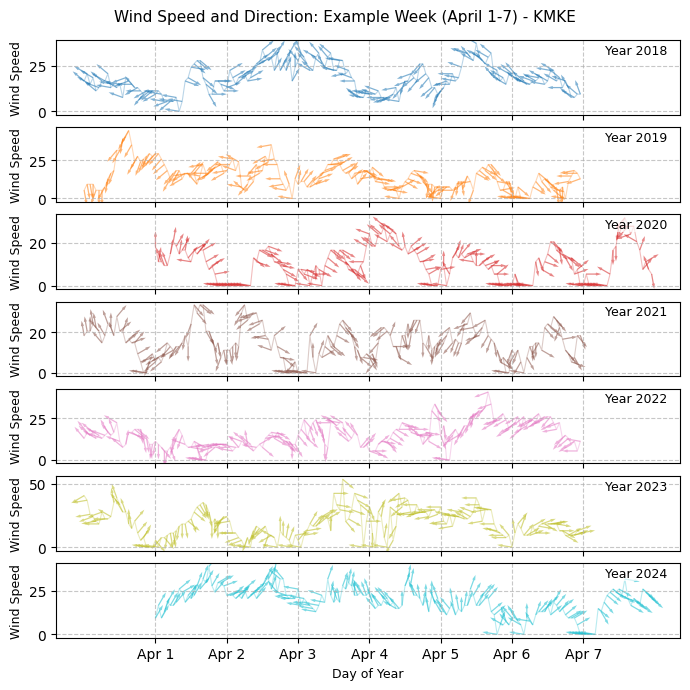 Wind Speed and Direction: Example Week (April 1-7) - KMKE
Wind Speed
25
0
Year 2018
Wind Speed
25
0
Year 2019
Wind Speed
20
0
Year 2020
Wind Speed
20
0
Year 2021
Wind Speed
25
0
Year 2022
Wind Speed
50
0
Year 2023
Wind Speed
25
0
Year 2024
Apr 1 Apr 2 Apr 3 Apr 4 Apr 5 Apr 6 Apr 7
Day of Year